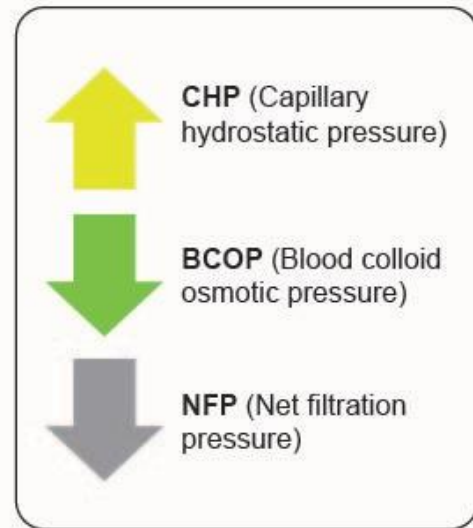 CHP (Capillary
hydrostatic pressure)
BCOP (Blood colloid
osmotic pressure)
NFP (Net filtration
pressure)